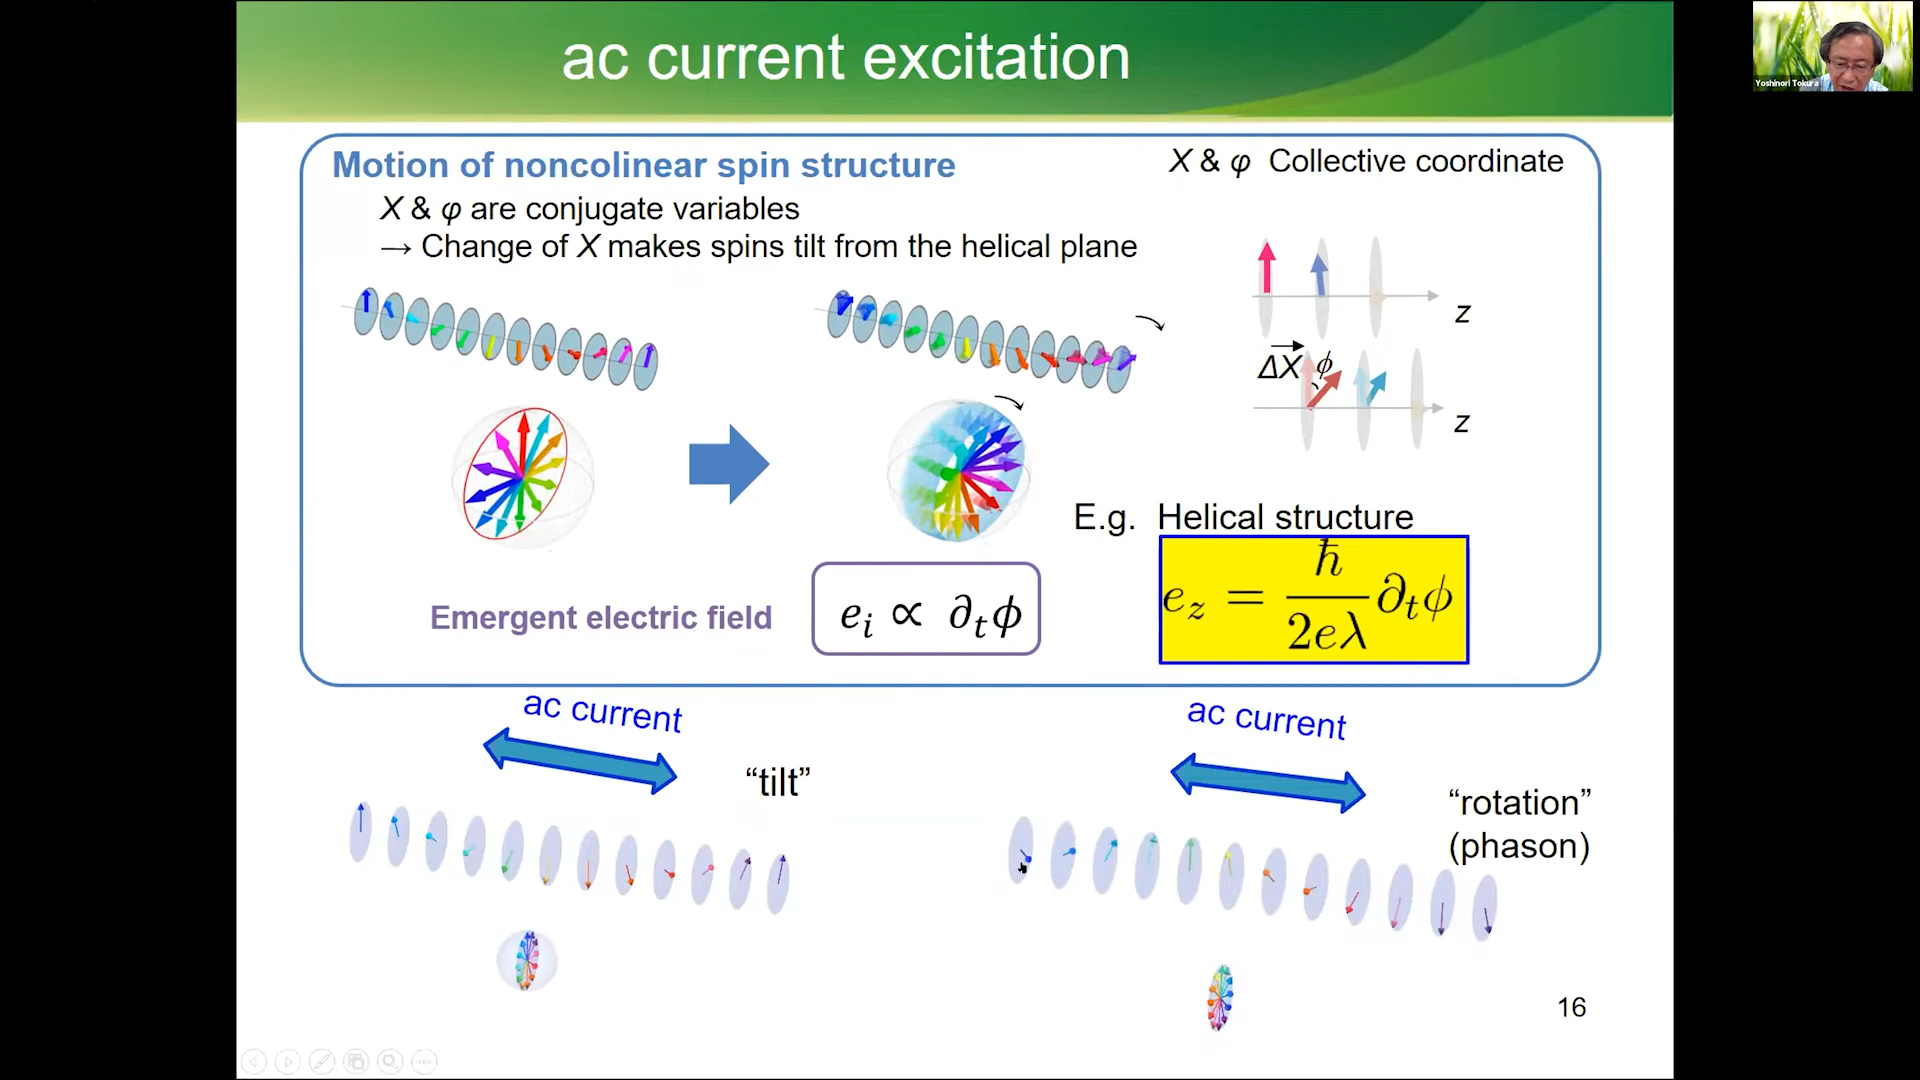 ac current excitation
Yoshinori Tokura
Motion of noncolinear spin structure
X & φ are conjugate variables
→ Change of X makes spins tilt from the helical plane
X & φ Collective coordinate
z
ΔX ϕ
z
E.g. Helical structure
e_z = ħ/2eλ ∂_tϕ
Emergent electric field
e_i ∝ ∂_tϕ
ac current
“tilt”
ac current
“rotation”
(phason)
16